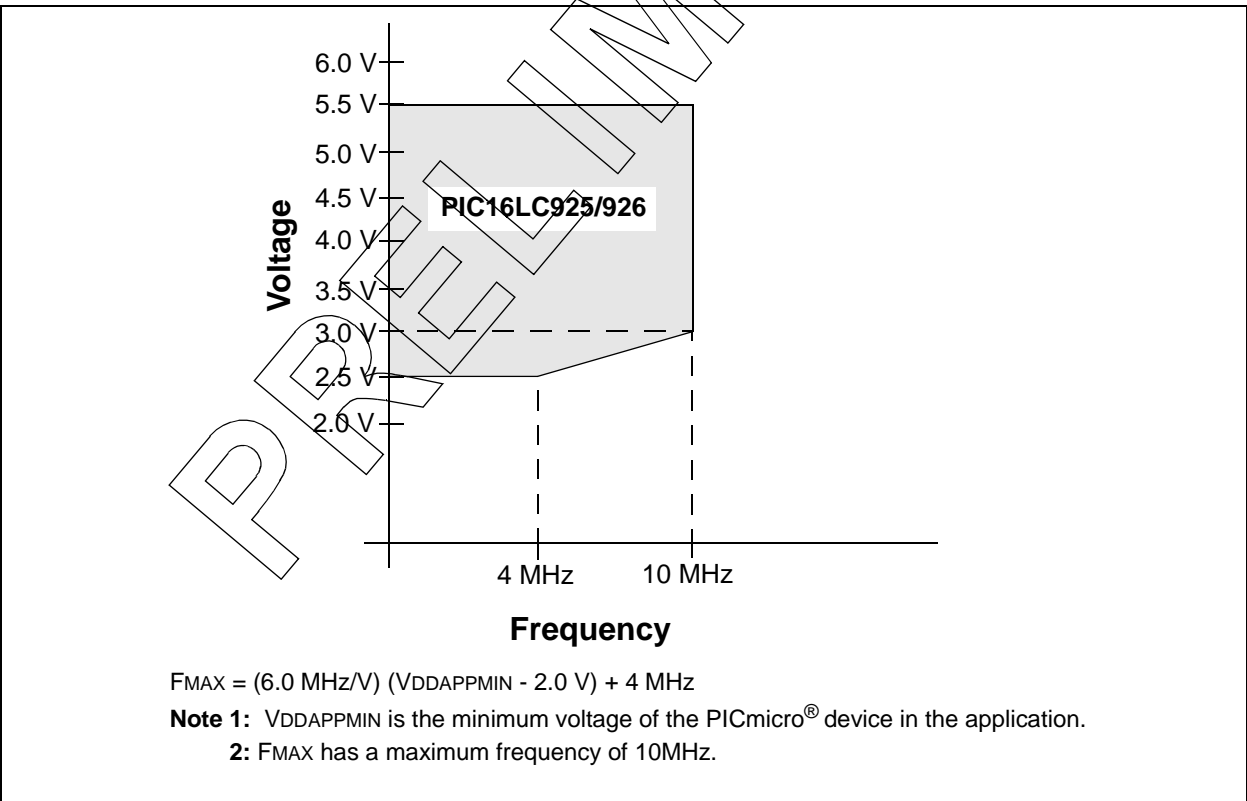 6.0 V
5.5 V
5.0 V
4.5 V
4.0 V
3.5 V
3.0 V
2.5 V
2.0 V
Voltage
PIC16LC925/926
4 MHz
10 MHz
Frequency
FMAX = (6.0 MHz/V) (VDDAPPMIN - 2.0 V) + 4 MHz
Note 1: VDDAPPMIN is the minimum voltage of the PICmicro® device in the application.
2: FMAX has a maximum frequency of 10MHz.
PRELIM